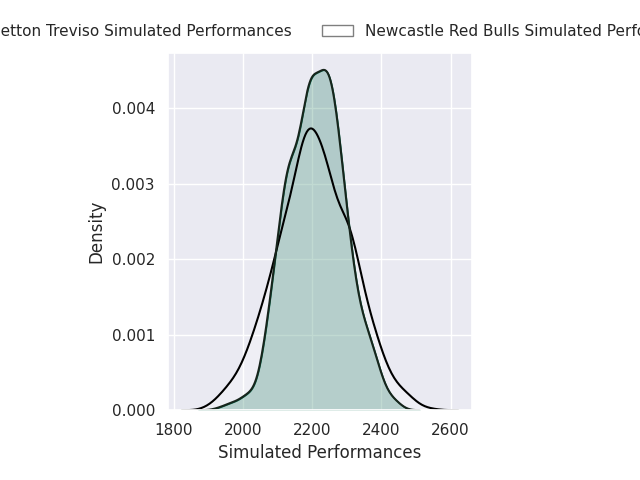 etton Treviso Simulated Performances
Newcastle Red Bulls Simulated Perfo
0.004
0.003
0.002
0.001
0.000
Density
1800 2000 2200 2400 2600
Simulated Performances